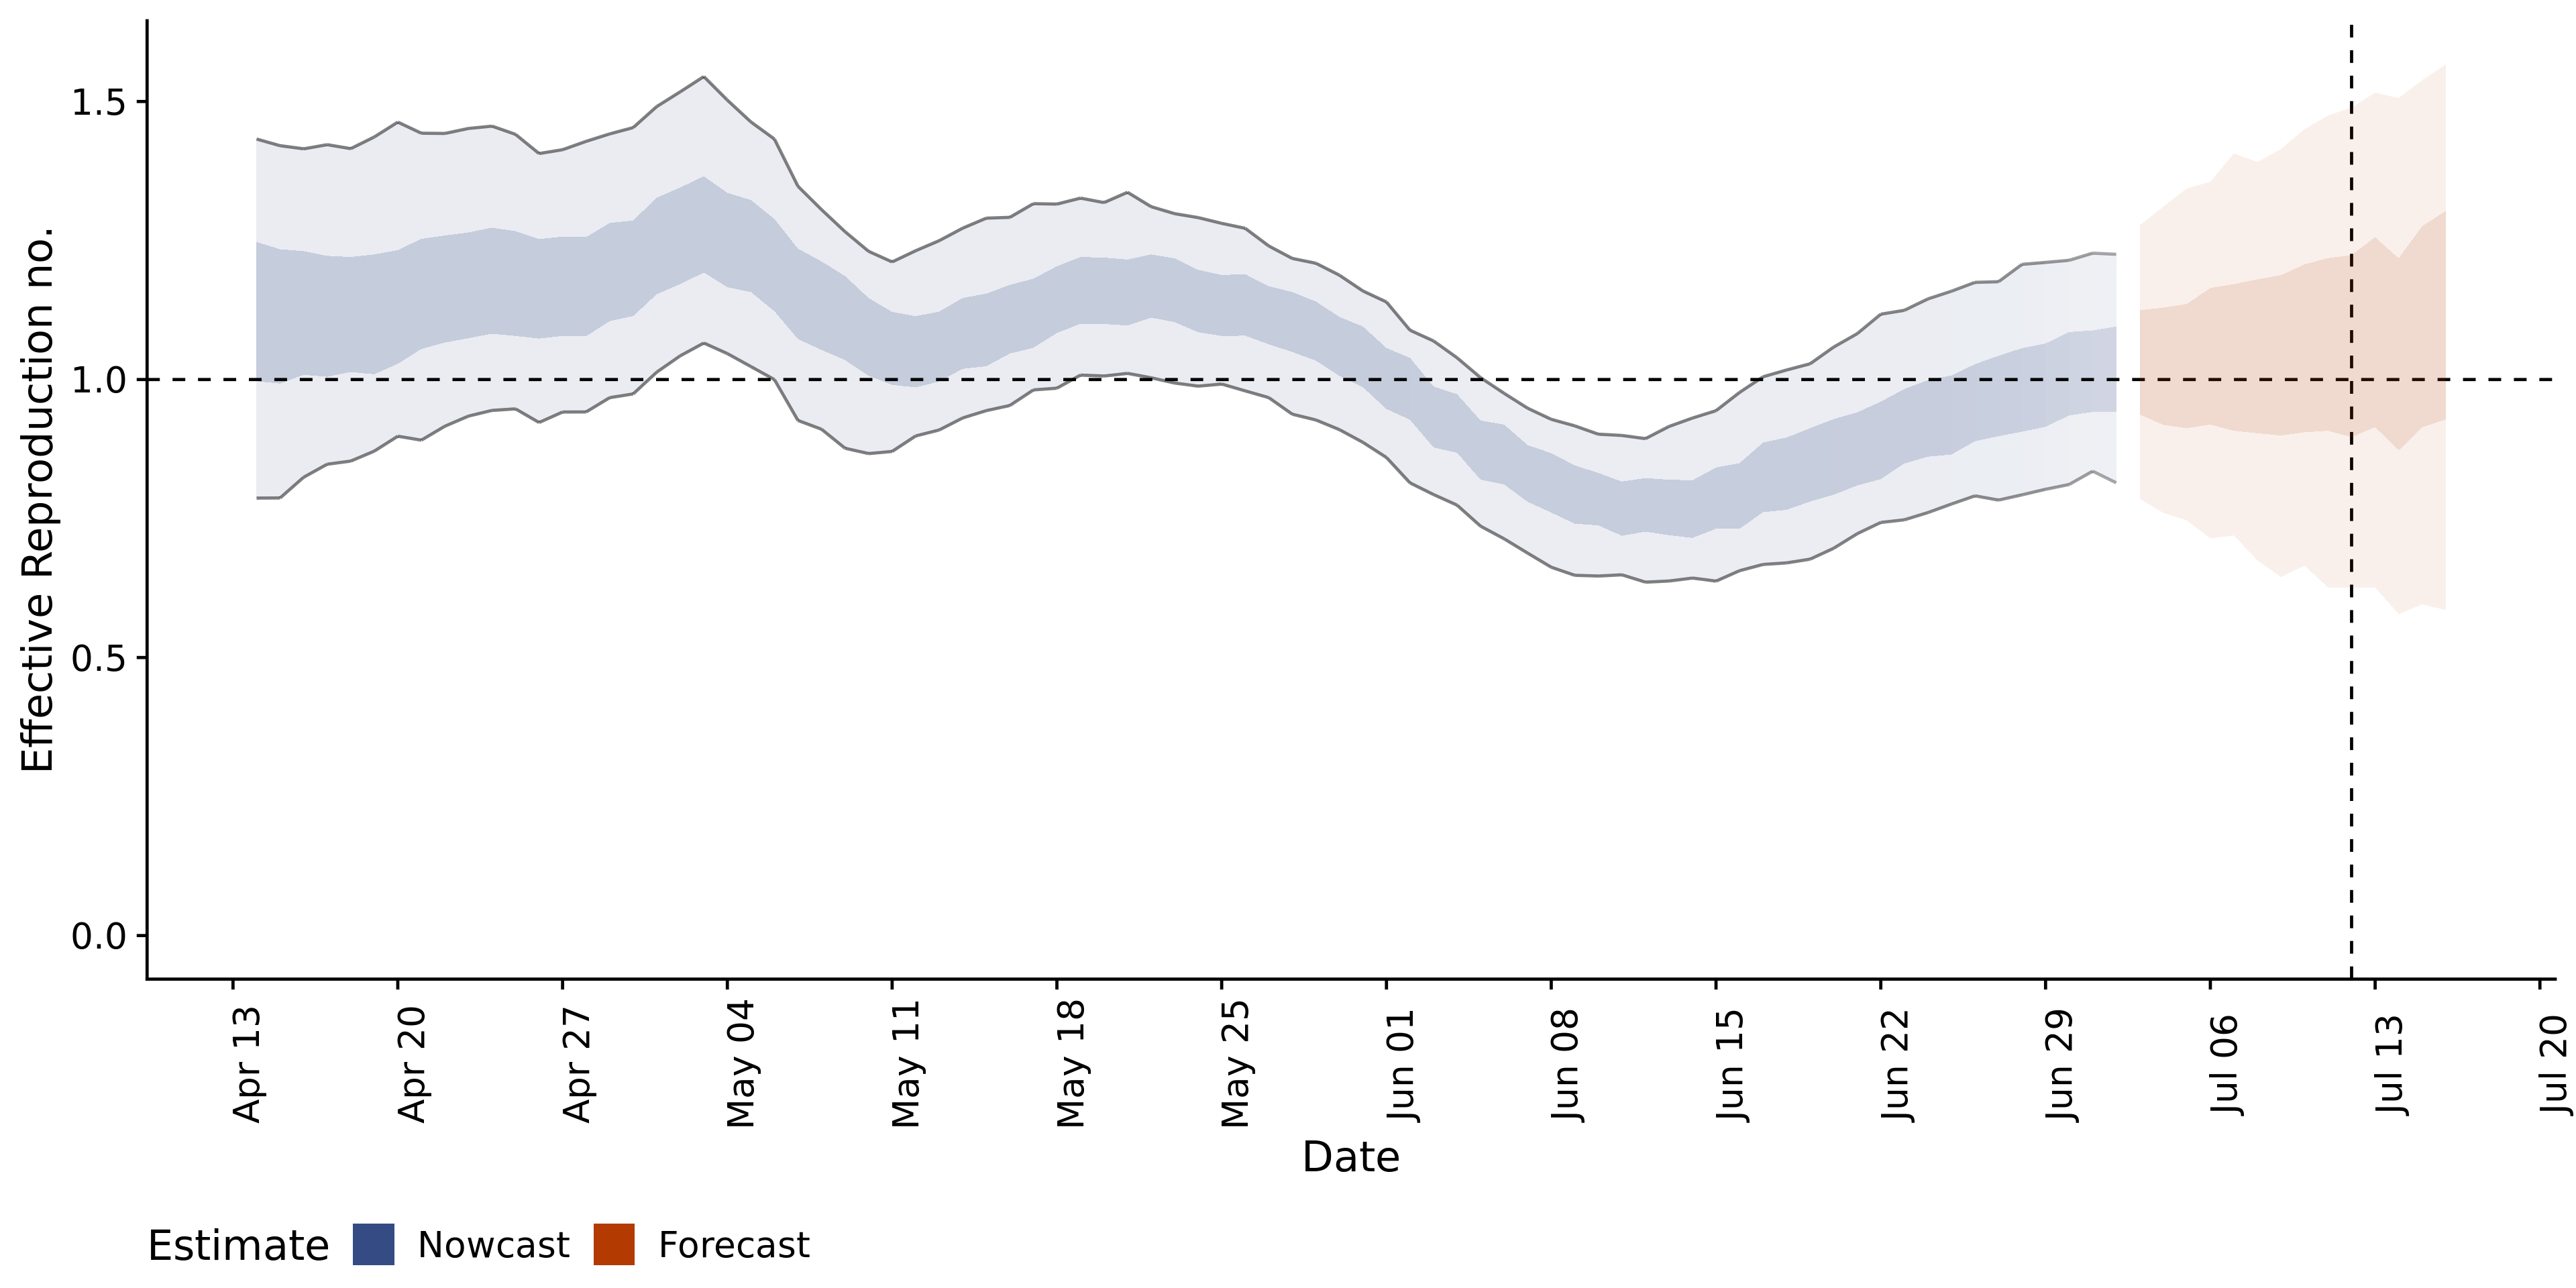 Effective Reproduction no.
1.5
1.0
0.5
0.0
Apr 13
Apr 20
Apr 27
May 04
May 11
May 18
May 25
Jun 01
Jun 08
Jun 15
Jun 22
Jun 29
Jul 06
Jul 13
Jul 20
Date
Estimate Nowcast Forecast